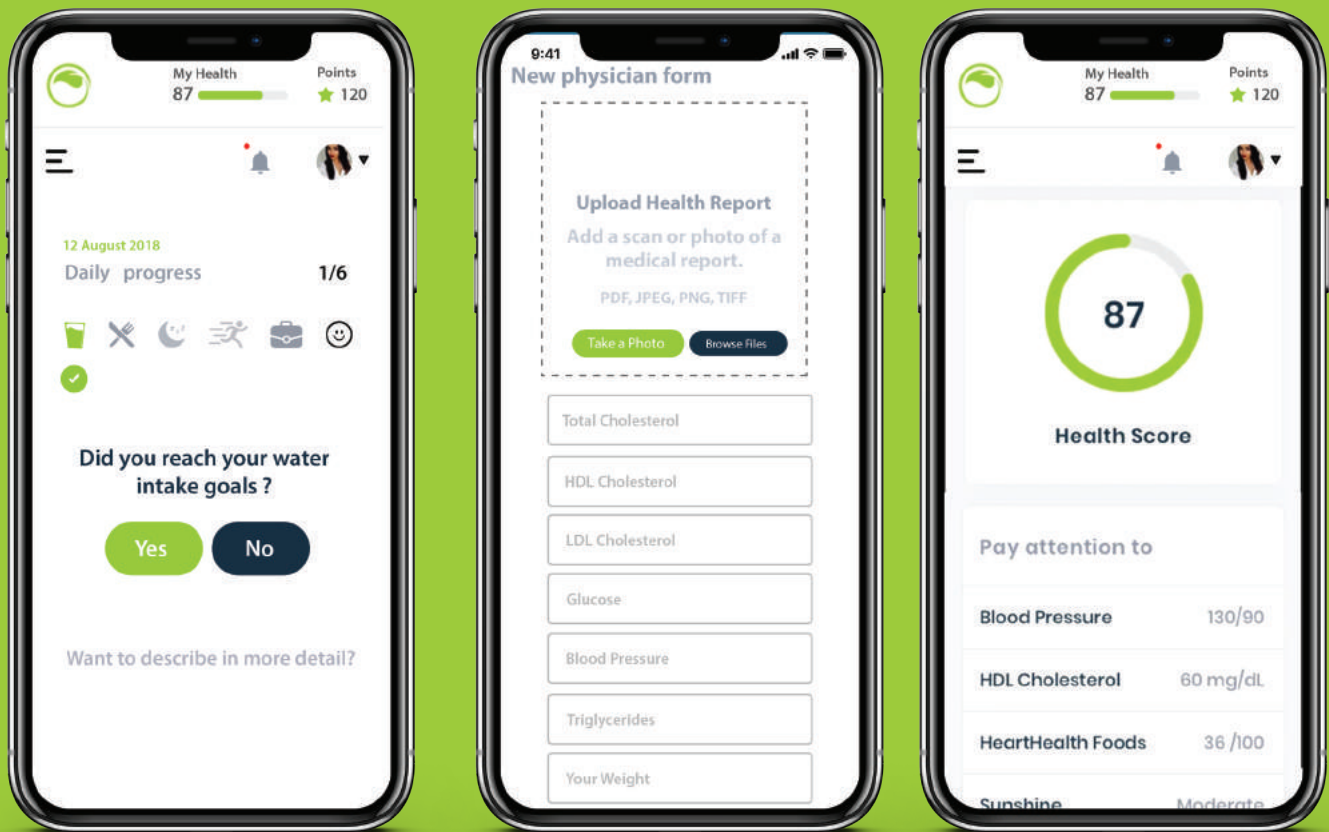 My Health
Points
87
120
12 August 2018
Daily progress
1/6
Did you reach your water
intake goals ?
Yes
No
Want to describe in more detail?
9:41
New physician form
Upload Health Report
Add a scan or photo of a
medical report.
PDF, JPEG, PNG, TIFF
Take a Photo
Browse Files
Total Cholesterol
HDL Cholesterol
LDL Cholesterol
Glucose
Blood Pressure
Triglycerides
Your Weight
My Health
Points
87
120
87
Health Score
Pay attention to
Blood Pressure 130/90
HDL Cholesterol 60 mg/dL
HeartHealth Foods 36 /100
Sunshine Moderate